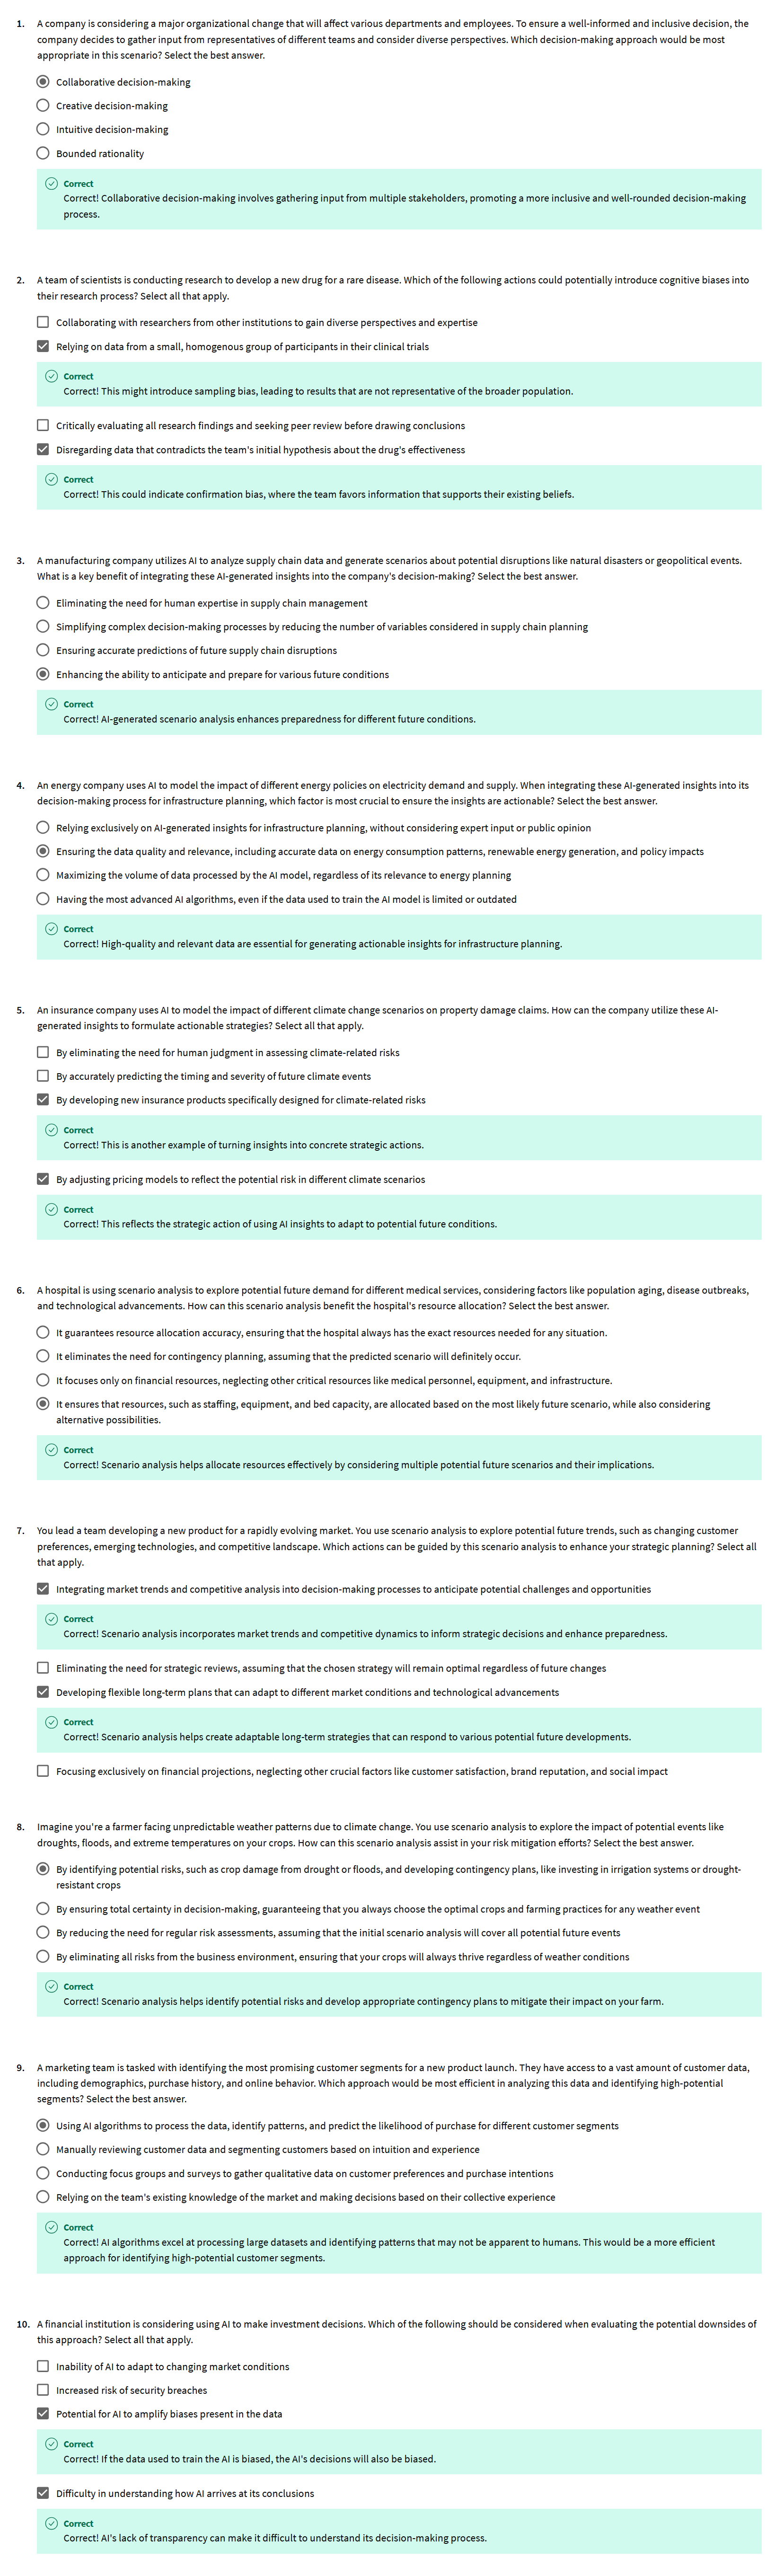 1. A company is considering a major organizational change that will affect various departments and employees. To ensure a well-informed and inclusive decision, the
company decides to gather input from representatives of different teams and consider diverse perspectives. Which decision-making approach would be most
appropriate in this scenario? Select the best answer.
Collaborative decision-making
Creative decision-making
Intuitive decision-making
Bounded rationality
Correct
Correct! Collaborative decision-making involves gathering input from multiple stakeholders, promoting a more inclusive and well-rounded decision-making
process.
2. A team of scientists is conducting research to develop a new drug for a rare disease. Which of the following actions could potentially introduce cognitive biases into
their research process? Select all that apply.
Collaborating with researchers from other institutions to gain diverse perspectives and expertise
Relying on data from a small, homogenous group of participants in their clinical trials
Correct
Correct! This might introduce sampling bias, leading to results that are not representative of the broader population.
Critically evaluating all research findings and seeking peer review before drawing conclusions
Disregarding data that contradicts the team's initial hypothesis about the drug's effectiveness
Correct
Correct! This could indicate confirmation bias, where the team favors information that supports their existing beliefs.
3. A manufacturing company utilizes AI to analyze supply chain data and generate scenarios about potential disruptions like natural disasters or geopolitical events.
What is a key benefit of integrating these AI-generated insights into the company's decision-making? Select the best answer.
Eliminating the need for human expertise in supply chain management
Simplifying complex decision-making processes by reducing the number of variables considered in supply chain planning
Ensuring accurate predictions of future supply chain disruptions
Enhancing the ability to anticipate and prepare for various future conditions
Correct
Correct! AI-generated scenario analysis enhances preparedness for different future conditions.
4. An energy company uses AI to model the impact of different energy policies on electricity demand and supply. When integrating these AI-generated insights into its
decision-making process for infrastructure planning, which factor is most crucial to ensure the insights are actionable? Select the best answer.
Relying exclusively on AI-generated insights for infrastructure planning, without considering expert input or public opinion
Ensuring the data quality and relevance, including accurate data on energy consumption patterns, renewable energy generation, and policy impacts
Maximizing the volume of data processed by the AI model, regardless of its relevance to energy planning
Having the most advanced AI algorithms, even if the data used to train the AI model is limited or outdated
Correct
Correct! High-quality and relevant data are essential for generating actionable insights for infrastructure planning.
5. An insurance company uses AI to model the impact of different climate change scenarios on property damage claims. How can the company utilize these AI-
generated insights to formulate actionable strategies? Select all that apply.
By eliminating the need for human judgment in assessing climate-related risks
By accurately predicting the timing and severity of future climate events
By developing new insurance products specifically designed for climate-related risks
Correct
Correct! This is another example of turning insights into concrete strategic actions.
By adjusting pricing models to reflect the potential risk in different climate scenarios
Correct
Correct! This reflects the strategic action of using AI insights to adapt to potential future conditions.
6. A hospital is using scenario analysis to explore potential future demand for different medical services, considering factors like population aging, disease outbreaks,
and technological advancements. How can this scenario analysis benefit the hospital's resource allocation? Select the best answer.
It guarantees resource allocation accuracy, ensuring that the hospital always has the exact resources needed for any situation.
It eliminates the need for contingency planning, assuming that the predicted scenario will definitely occur.
It focuses only on financial resources, neglecting other critical resources like medical personnel, equipment, and infrastructure.
It ensures that resources, such as staffing, equipment, and bed capacity, are allocated based on the most likely future scenario, while also considering
alternative possibilities.
Correct
Correct! Scenario analysis helps allocate resources effectively by considering multiple potential future scenarios and their implications.
7. You lead a team developing a new product for a rapidly evolving market. You use scenario analysis to explore potential future trends, such as changing customer
preferences, emerging technologies, and competitive landscape. Which actions can be guided by this scenario analysis to enhance your strategic planning? Select all
that apply.
Integrating market trends and competitive analysis into decision-making processes to anticipate potential challenges and opportunities
Correct
Correct! Scenario analysis incorporates market trends and competitive dynamics to inform strategic decisions and enhance preparedness.
Eliminating the need for strategic reviews, assuming that the chosen strategy will remain optimal regardless of future changes
Developing flexible long-term plans that can adapt to different market conditions and technological advancements
Correct
Correct! Scenario analysis helps create adaptable long-term strategies that can respond to various potential future developments.
Focusing exclusively on financial projections, neglecting other crucial factors like customer satisfaction, brand reputation, and social impact
8. Imagine you're a farmer facing unpredictable weather patterns due to climate change. You use scenario analysis to explore the impact of potential events like
droughts, floods, and extreme temperatures on your crops. How can this scenario analysis assist in your risk mitigation efforts? Select the best answer.
By identifying potential risks, such as crop damage from drought or floods, and developing contingency plans, like investing in irrigation systems or drought-
resistant crops
By ensuring total certainty in decision-making, guaranteeing that you always choose the optimal crops and farming practices for any weather event
By reducing the need for regular risk assessments, assuming that the initial scenario analysis will cover all potential future events
By eliminating all risks from the business environment, ensuring that your crops will always thrive regardless of weather conditions
Correct
Correct! Scenario analysis helps identify potential risks and develop appropriate contingency plans to mitigate their impact on your farm.
9. A marketing team is tasked with identifying the most promising customer segments for a new product launch. They have access to a vast amount of customer data,
including demographics, purchase history, and online behavior. Which approach would be most efficient in analyzing this data and identifying high-potential
segments? Select the best answer.
Using AI algorithms to process the data, identify patterns, and predict the likelihood of purchase for different customer segments
Manually reviewing customer data and segmenting customers based on intuition and experience
Conducting focus groups and surveys to gather qualitative data on customer preferences and purchase intentions
Relying on the team's existing knowledge of the market and making decisions based on their collective experience
Correct
Correct! AI algorithms excel at processing large datasets and identifying patterns that may not be apparent to humans. This would be a more efficient
approach for identifying high-potential customer segments.
10. A financial institution is considering using AI to make investment decisions. Which of the following should be considered when evaluating the potential downsides of
this approach? Select all that apply.
Inability of AI to adapt to changing market conditions
Increased risk of security breaches
Potential for AI to amplify biases present in the data
Correct
Correct! If the data used to train the AI is biased, the AI's decisions will also be biased.
Difficulty in understanding how AI arrives at its conclusions
Correct
Correct! AI's lack of transparency can make it difficult to understand its decision-making process.